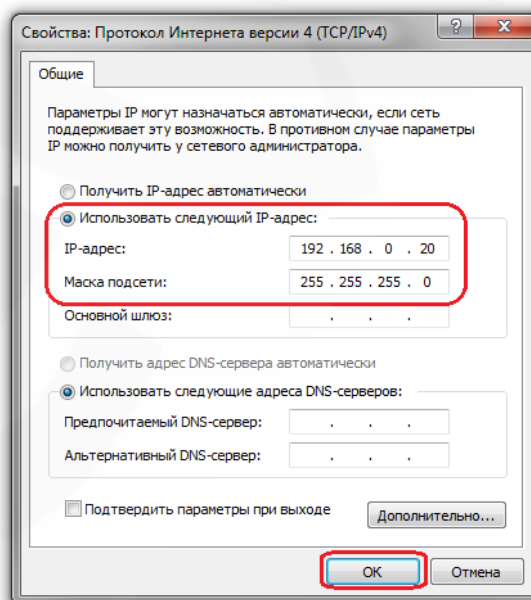 Свойства: Протокол Интернета версии 4 (TCP/IPv4)
Общие
Параметры IP могут назначаться автоматически, если сеть
поддерживает эту возможность. В противном случае параметры
IP можно получить у сетевого администратора.
Получить IP-адрес автоматически
Использовать следующий IP-адрес:
IP-адрес: 192 . 168 . 0 . 20
Маска подсети: 255 . 255 . 255 . 0
Основной шлюз: . . .
Получить адрес DNS-сервера автоматически
Использовать следующие адреса DNS-серверов:
Предпочитаемый DNS-сервер: . . .
Альтернативный DNS-сервер: . . .
Подтвердить параметры при выходе
Дополнительно...
ОК Отмена